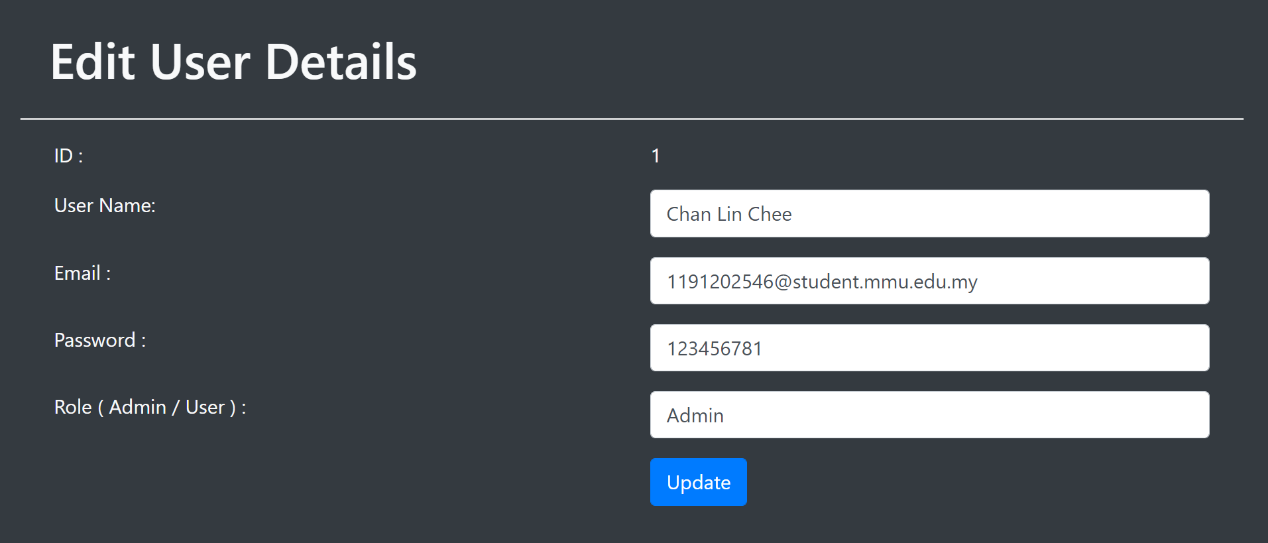 Edit User Details
ID : 1
User Name: Chan Lin Chee
Email : 1191202546@student.mmu.edu.my
Password : 123456781
Role ( Admin / User ) : Admin
Update